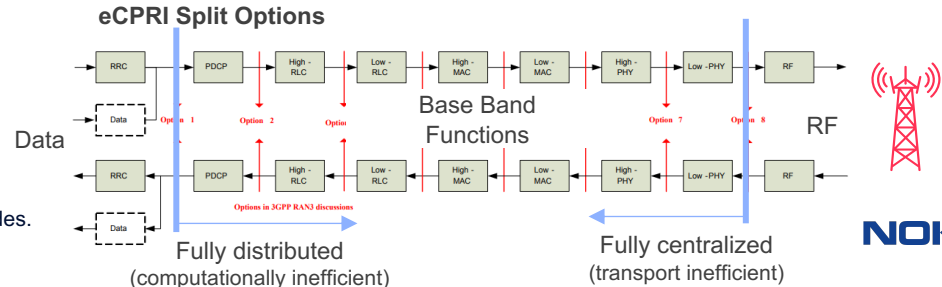 eCPRI Split Options
RRC
PDCP
High - RLC
Low - RLC
High - MAC
Low - MAC
High - PHY
Low -PHY
RF
Data
Base Band
Functions
Data
RF
Option 1
Option 2
Option 7
Option 8
RRC
PDCP
High - RLC
Low - RLC
High - MAC
Low - MAC
High - PHY
Low -PHY
RF
Data
Options in 3GPP RAN3 discussions
Fully distributed
(computationally inefficient)
Fully centralized
(transport inefficient)